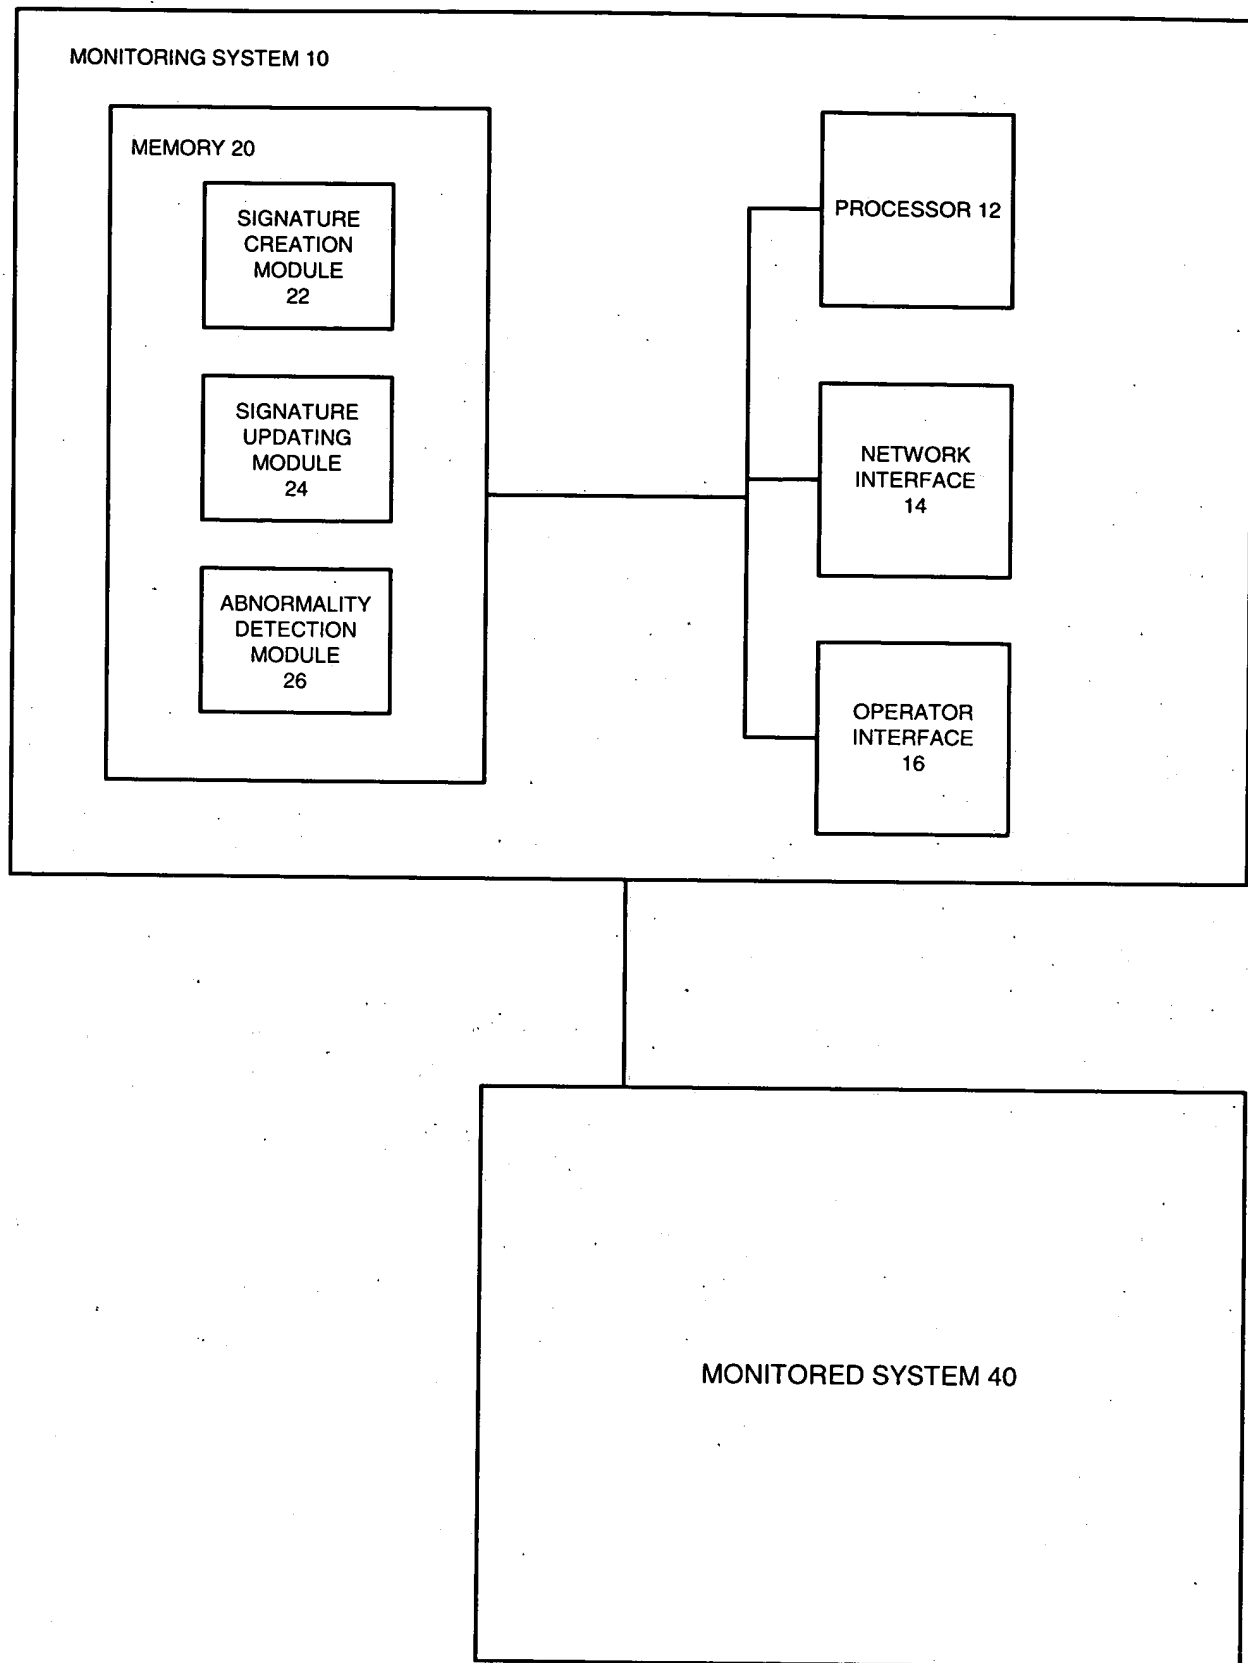 MONITORING SYSTEM 10
MEMORY 20
SIGNATURE
CREATION
MODULE
22
SIGNATURE
UPDATING
MODULE
24
ABNORMALITY
DETECTION
MODULE
26
PROCESSOR 12
NETWORK
INTERFACE
14
OPERATOR
INTERFACE
16
MONITORED SYSTEM 40